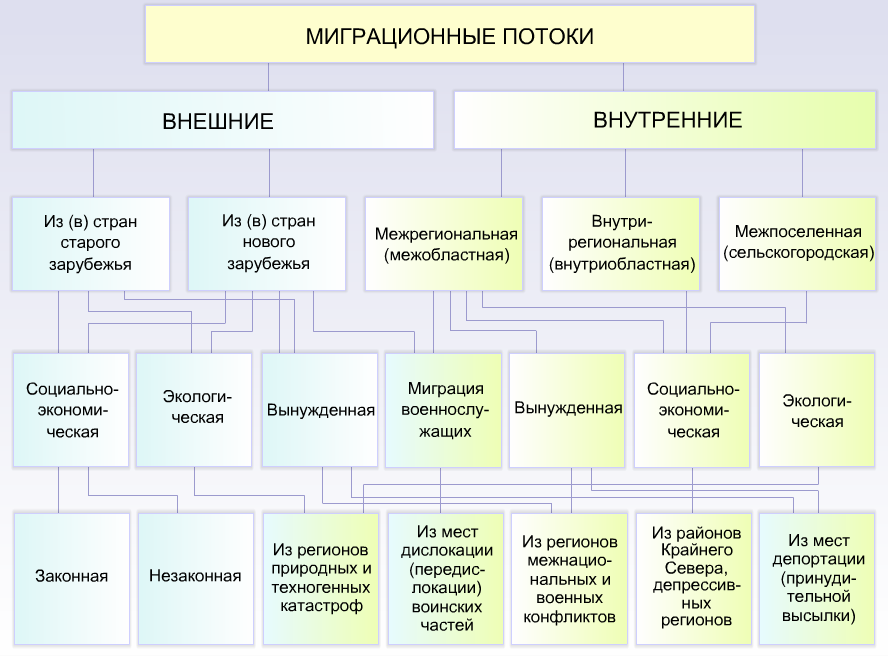 МИГРАЦИОННЫЕ ПОТОКИ
ВНЕШНИЕ
ВНУТРЕННИЕ
Из (в) стран
старого
зарубежья
Из (в) стран
нового
зарубежья
Межрегиональная
(межобластная)
Внутри-
региональная
(внутриобластная)
Межпоселенная
(сельскогородская)
Социально-
экономи-
ческая
Экологи-
ческая
Вынужденная
Миграция
военнослу-
жащих
Вынужденная
Социально-
экономи-
ческая
Экологи-
ческая
Законная
Незаконная
Из регионов
природных и
техногенных
катастроф
Из мест
дислокации
(передис-
локации)
воинских
частей
Из регионов
межнацио-
нальных и
военных
конфликтов
Из районов
Крайнего
Севера,
депрессив-
ных
регионов
Из мест
депортации
(принуди-
тельной
высылки)